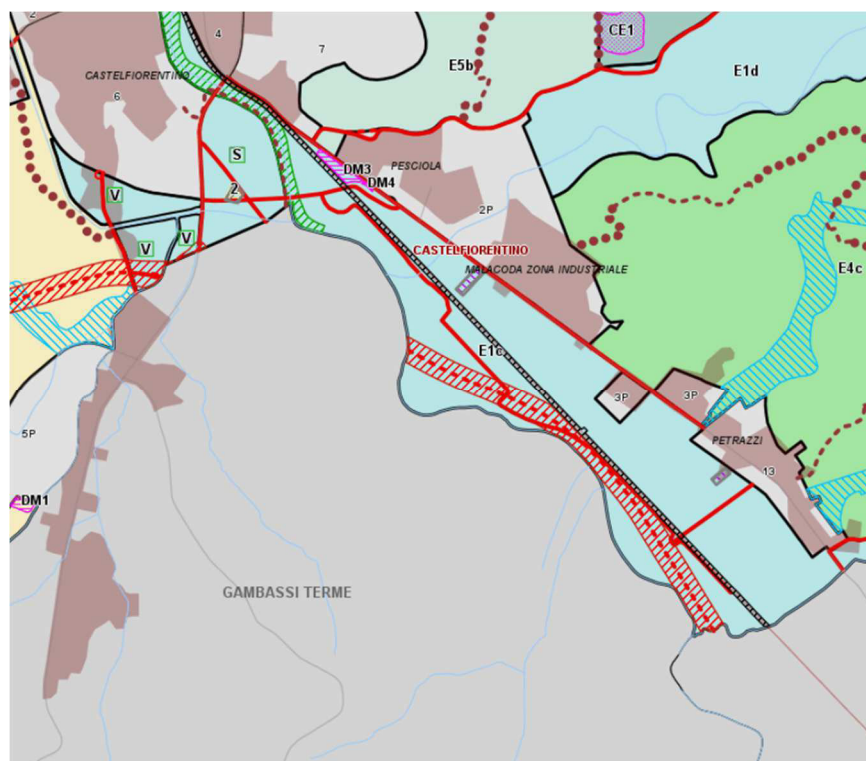 2
4
CE1
7
E5b
E1d
CASTELFIORENTINO
6
S
DM3
PESCIOLA
DM4
2
V
2P
V
V
CASTELFIORENTINO
MALACODA ZONA INDUSTRIALE
E4c
E1c
3P
3P
5P
PETRAZZI
13
DM1
GAMBASSI TERME